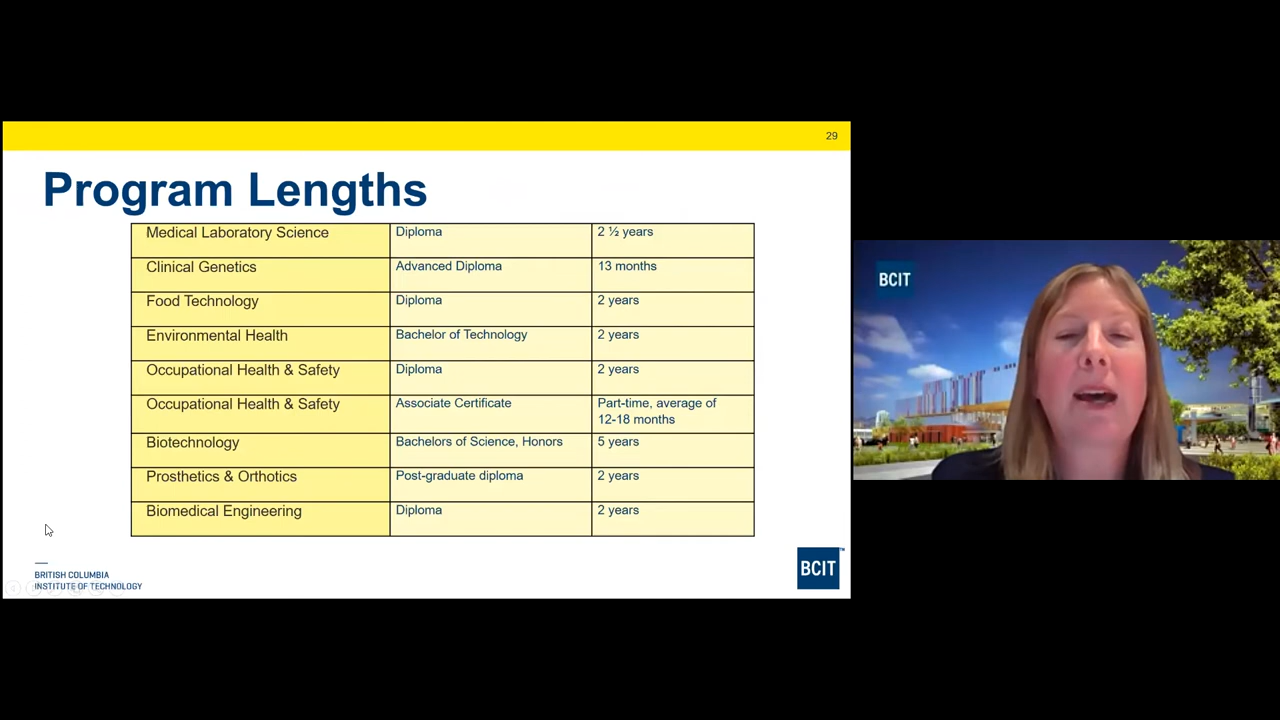 29
Program Lengths
Medical Laboratory Science Diploma 2 ½ years
Clinical Genetics Advanced Diploma 13 months
Food Technology Diploma 2 years
Environmental Health Bachelor of Technology 2 years
Occupational Health & Safety Diploma 2 years
Occupational Health & Safety Associate Certificate Part-time, average of
12-18 months
Biotechnology Bachelors of Science, Honors 5 years
Prosthetics & Orthotics Post-graduate diploma 2 years
Biomedical Engineering Diploma 2 years
BRITISH COLUMBIA
INSTITUTE OF TECHNOLOGY
BCIT™
BCIT